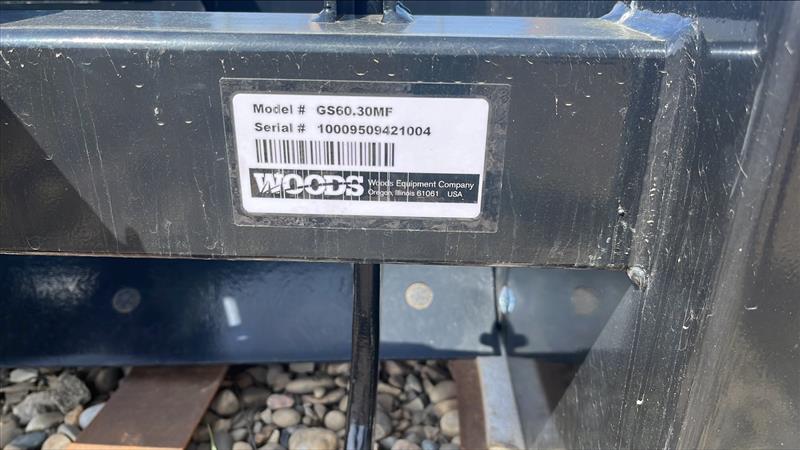 Model # GS60.30MF
Serial # 10009509421004
WOODS Woods Equipment Company
Oregon, Illinois 61061 USA